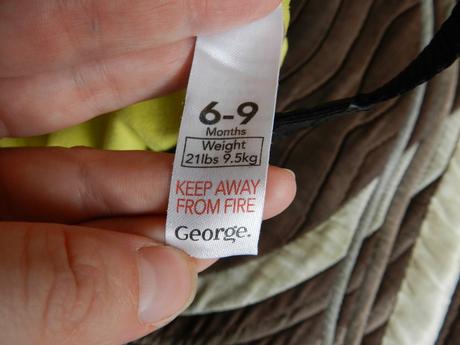 6-9
Months
Weight
21lbs 9.5kg
KEEP AWAY
FROM FIRE
George.